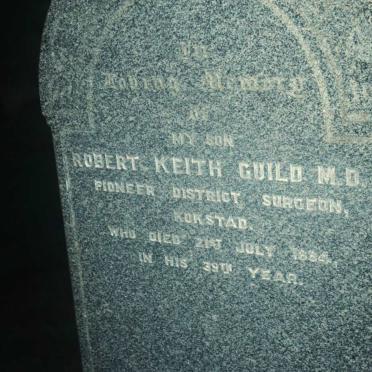 In
Loving Memory
OF
MY SON
ROBERT KEITH GUILD M.D.
PIONEER DISTRICT SURGEON,
KOKSTAD.
WHO DIED 21ST JULY 1884.
IN HIS 39TH YEAR.